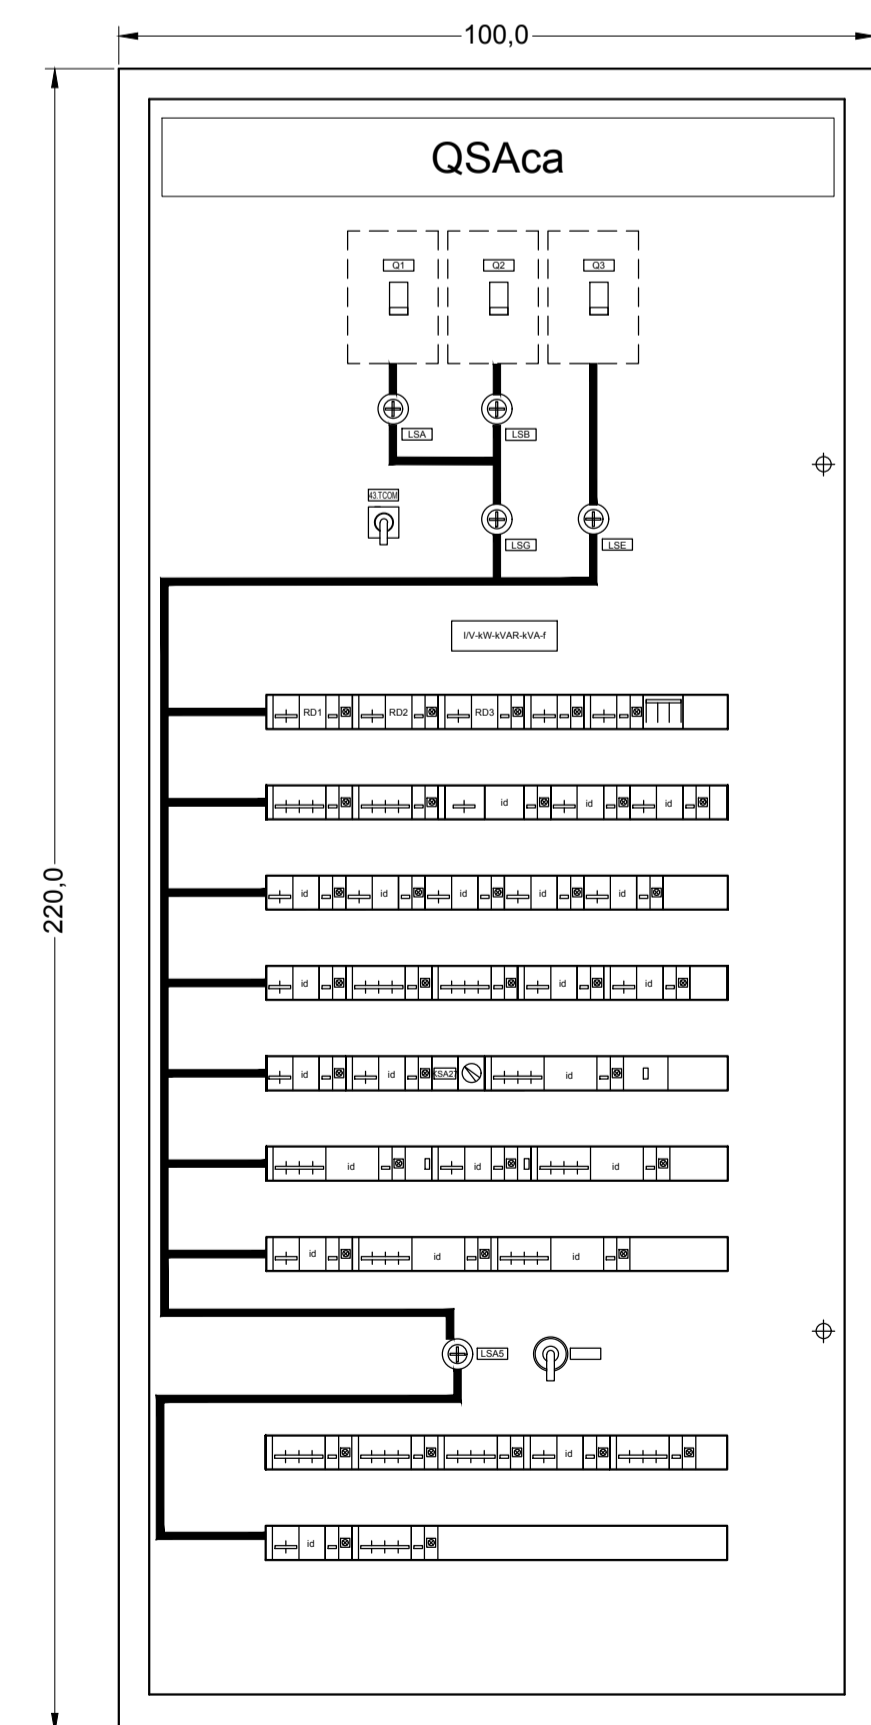 100,0
220,0
QSAca
Q1 Q2 Q3
LSA LSB
43.TCOM
LSG LSE
I/V-kW-kVAR-kVA-f
RD1 RD2 RD3
id id id
id id id id id
id id id
id id KSA27 id
id id id
id id id
LSA5
id
id